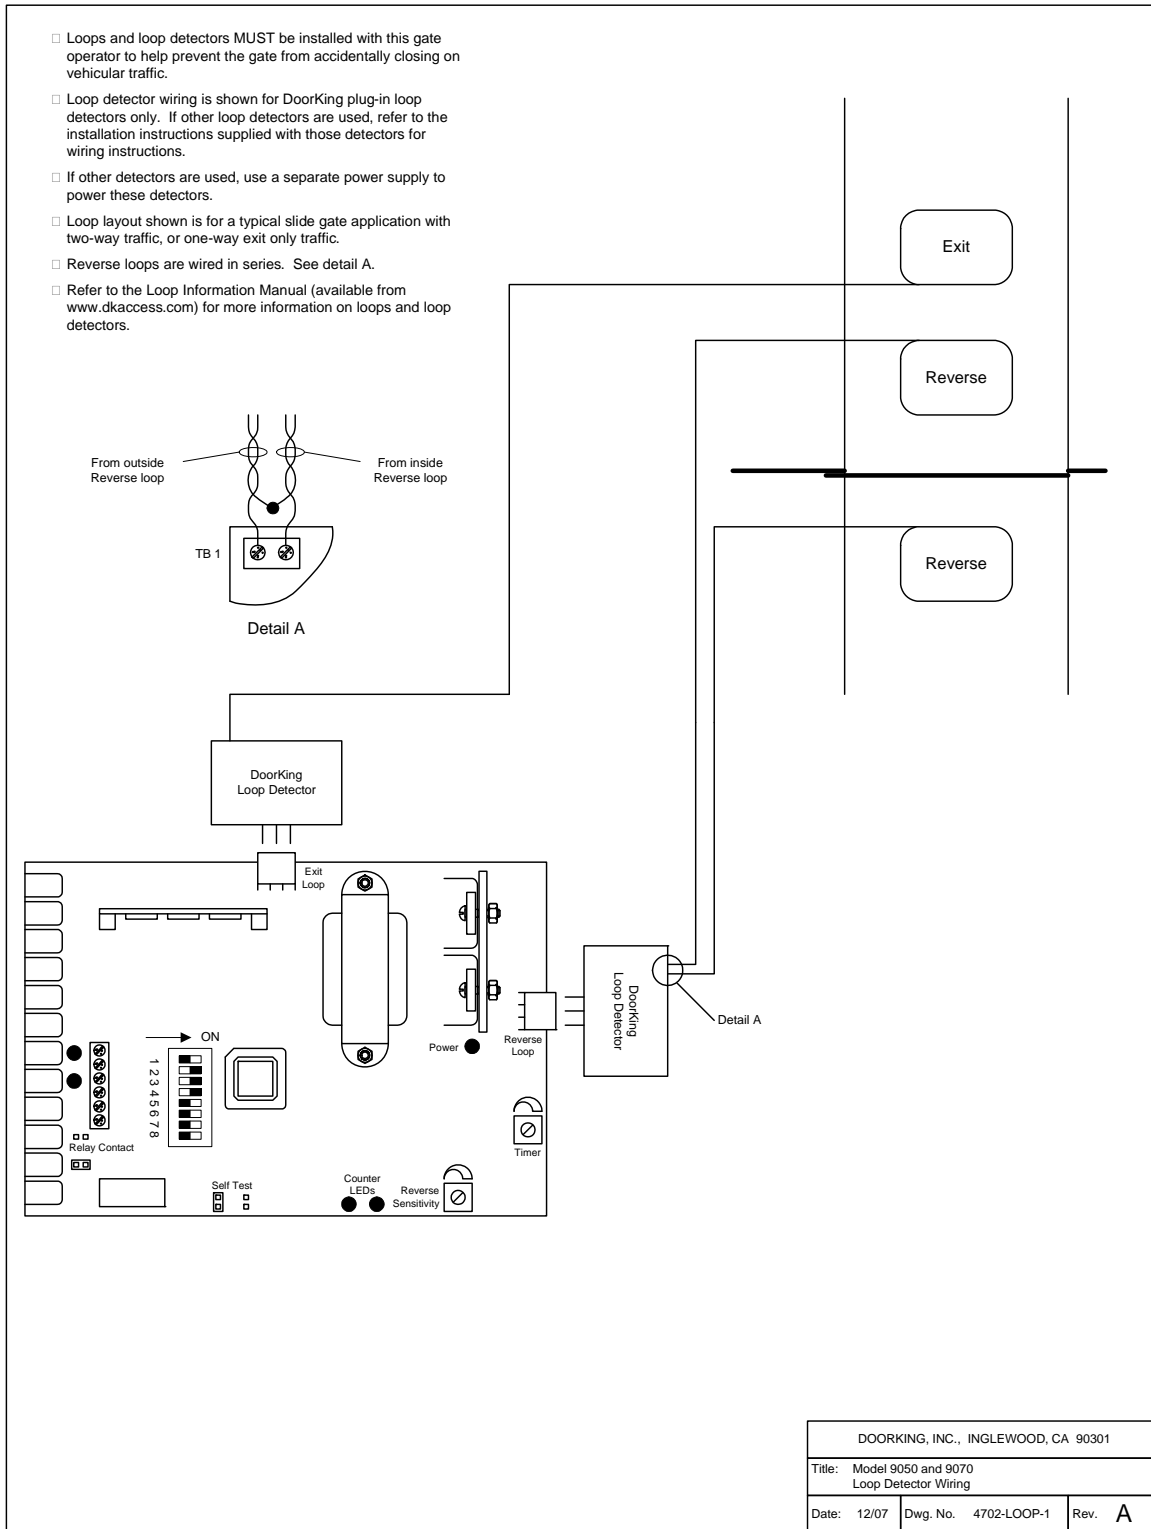 Loops and loop detectors MUST be installed with this gate
operator to help prevent the gate from accidentally closing on
vehicular traffic.
Loop detector wiring is shown for DoorKing plug-in loop
detectors only. If other loop detectors are used, refer to the
installation instructions supplied with those detectors for
wiring instructions.
If other detectors are used, use a separate power supply to
power these detectors.
Loop layout shown is for a typical slide gate application with
two-way traffic, or one-way exit only traffic.
Reverse loops are wired in series. See detail A.
Refer to the Loop Information Manual (available from
www.dkaccess.com) for more information on loops and loop
detectors.
Exit
Reverse
Reverse
From outside
Reverse loop
From inside
Reverse loop
TB 1
Detail A
DoorKing
Loop Detector
Exit
Loop
DoorKing
Loop Detector
Detail A
Reverse
Loop
Power
ON
1 2 3 4 5 6 7 8
Relay Contact
Timer
Self Test
Counter
LEDs
Reverse
Sensitivity
DOORKING, INC., INGLEWOOD, CA 90301
Title: Model 9050 and 9070
Loop Detector Wiring
Date: 12/07 Dwg. No. 4702-LOOP-1 Rev. A